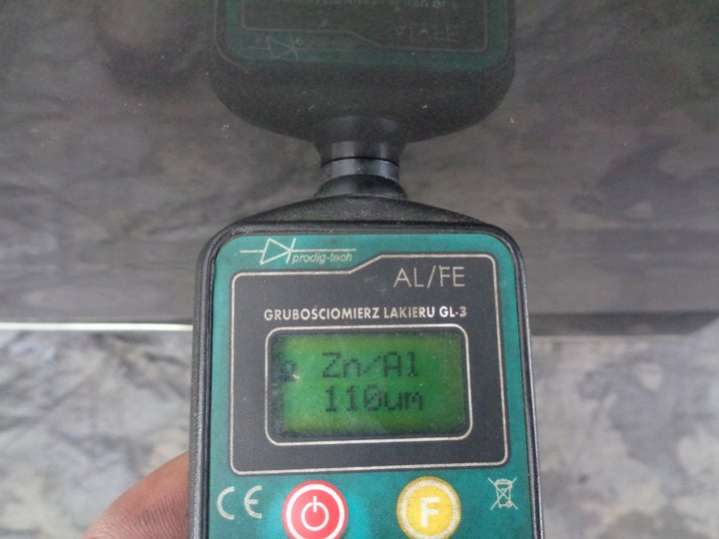 prodig-tech
AL/FE
GRUBOŚCIOMIERZ LAKIERU GL-3
Zn/Al
110um
CE
F